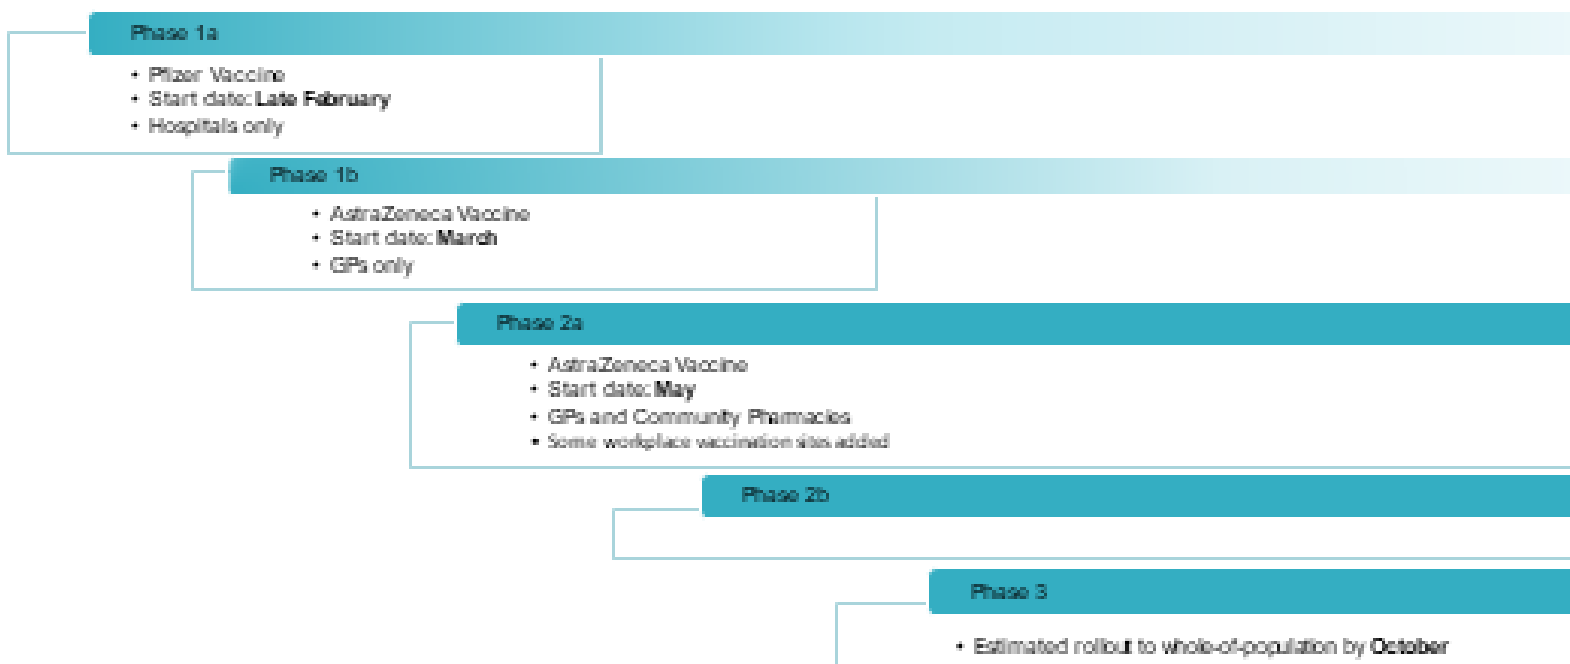 Phase 1a
• Pfizer Vaccine
• Start date: Late February
• Hospitals only
Phase 1b
• AstraZeneca Vaccine
• Start date: March
• GPs only
Phase 2a
• AstraZeneca Vaccine
• Start date: May
• GPs and Community Pharmacies
• Some workplace vaccination sites added
Phase 2b
Phase 3
• Estimated rollout to whole-of-population by October